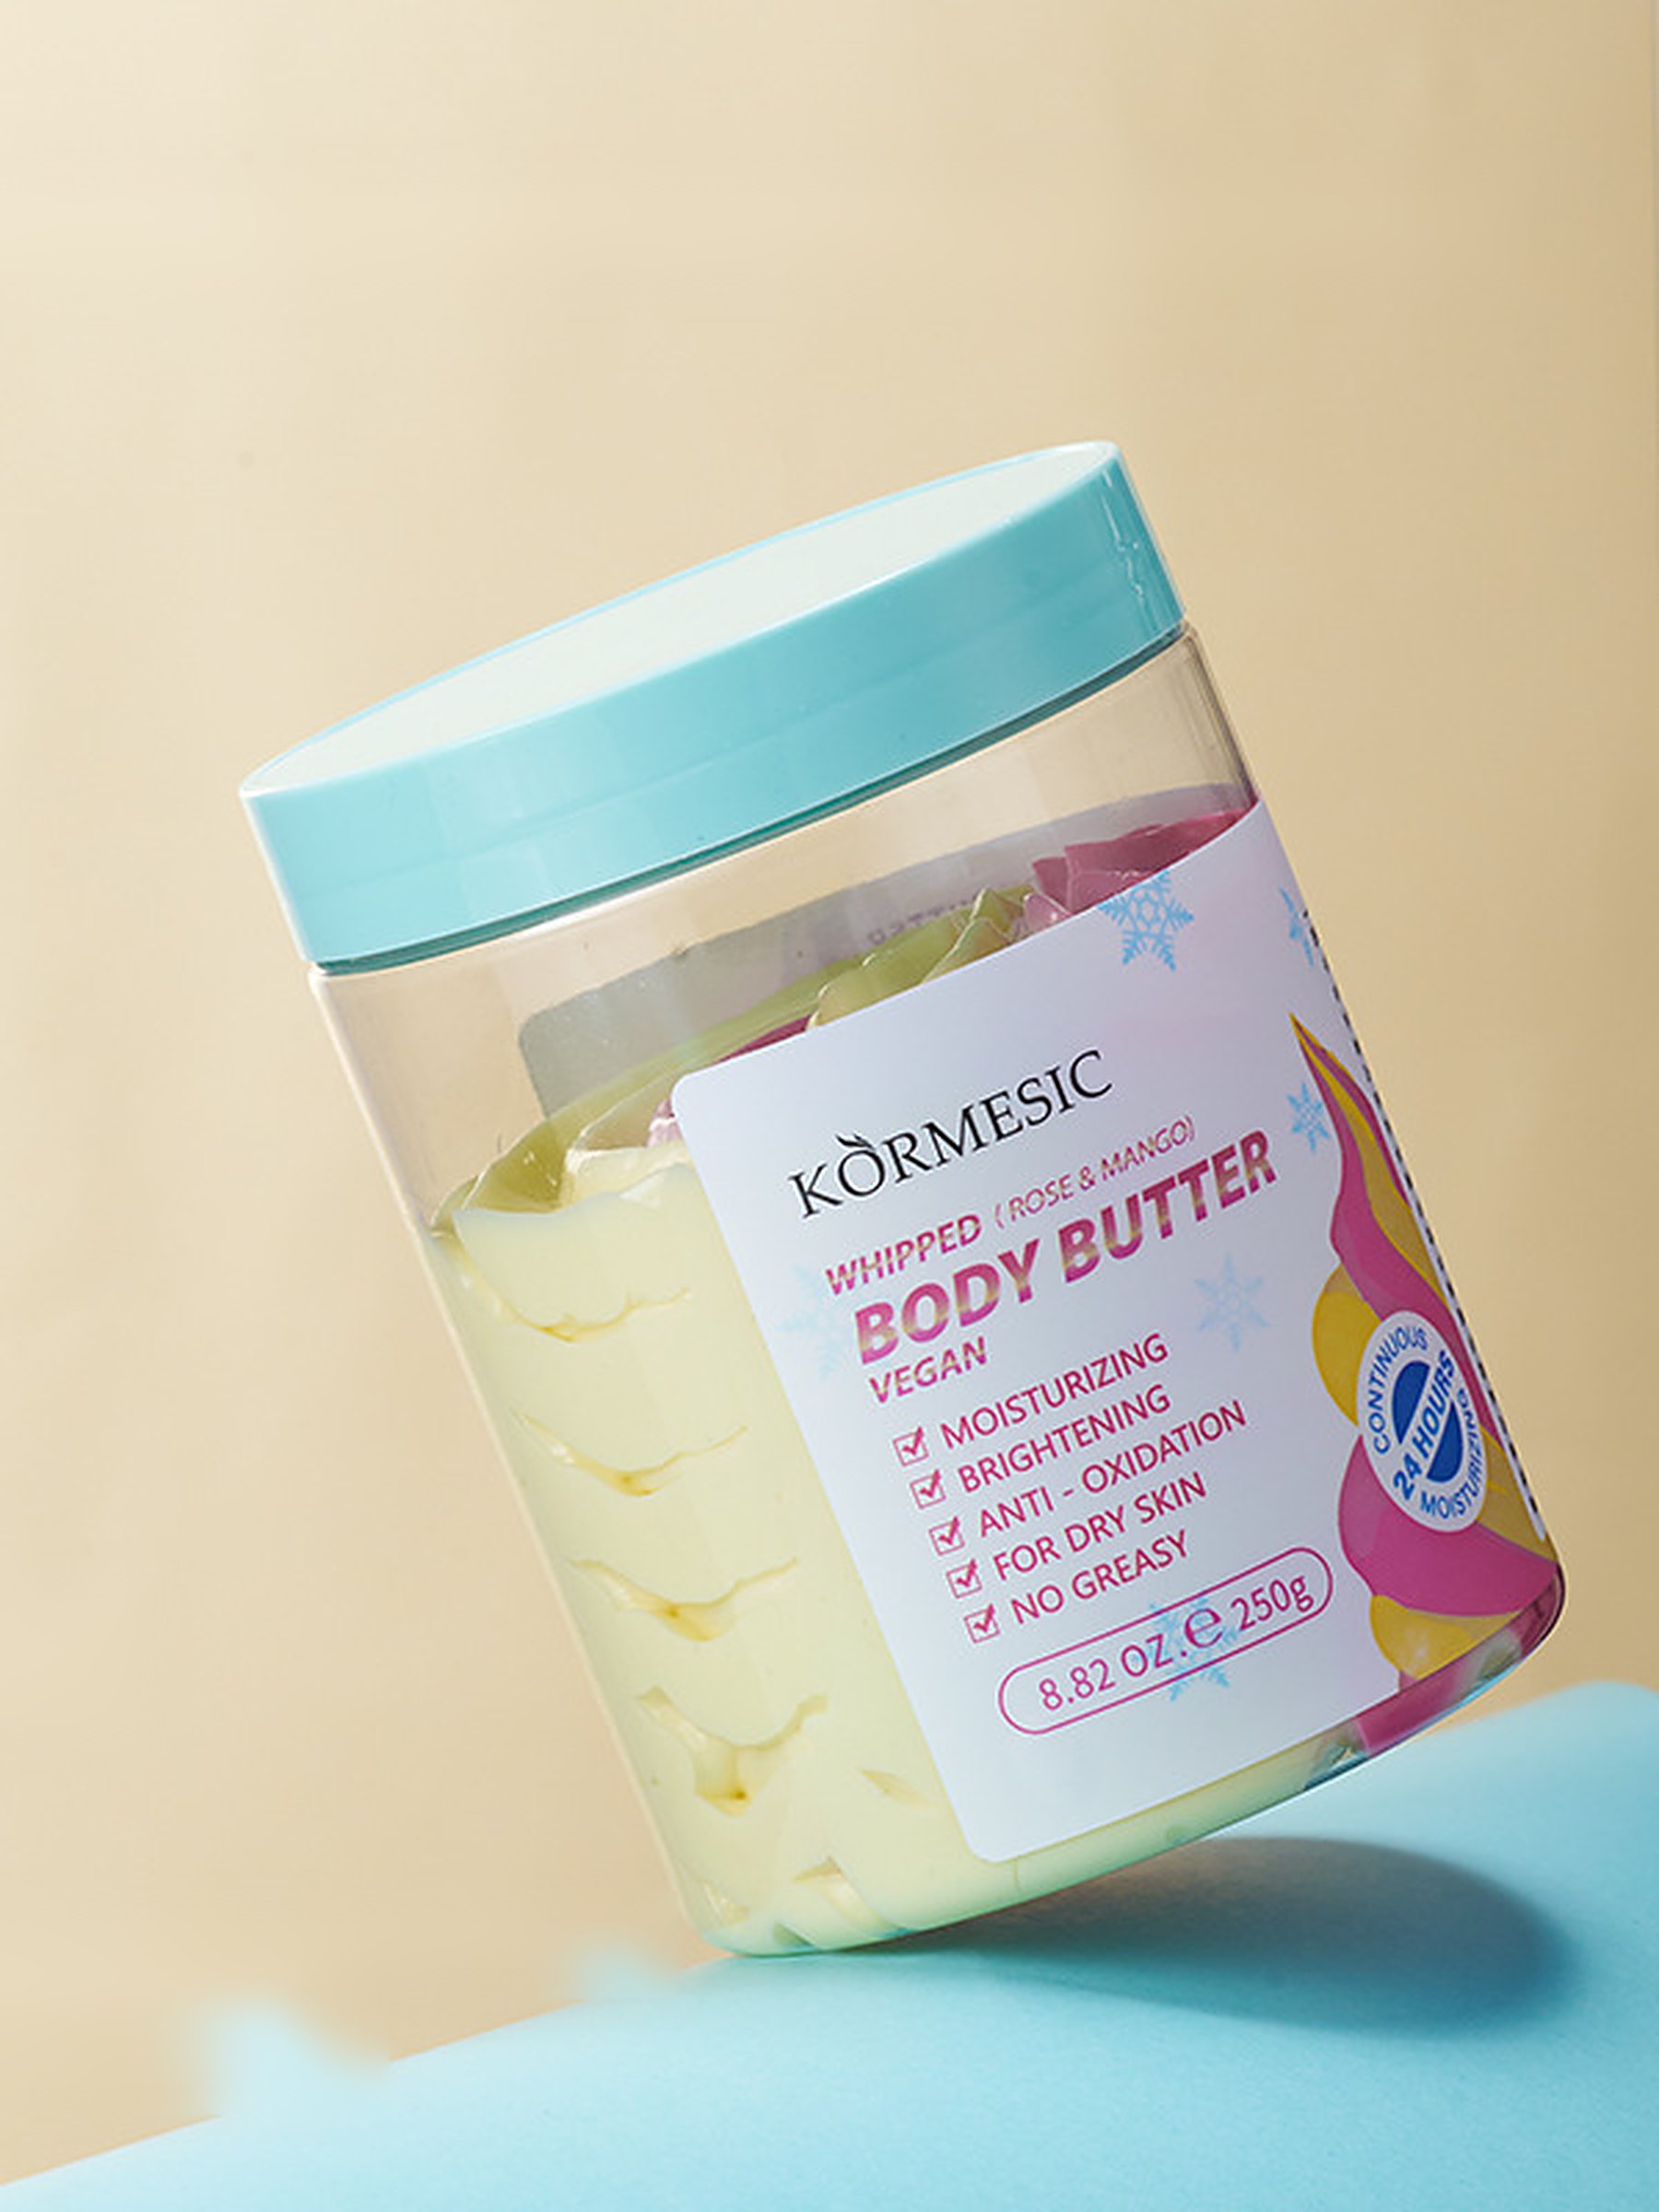 KORMESIC
WHIPPED ( ROSE & MANGO)
BODY BUTTER
VEGAN
MOISTURIZING
BRIGHTENING
ANTI - OXIDATION
FOR DRY SKIN
NO GREASY
8.82 OZ. e 250g
CONTINUOUS
24 HOURS
MOISTURIZING